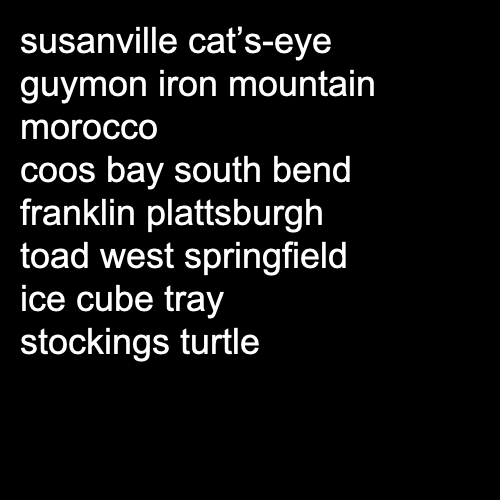 susanville cat’s-eye
guymon iron mountain
morocco
coos bay south bend
franklin plattsburgh
toad west springfield
ice cube tray
stockings turtle